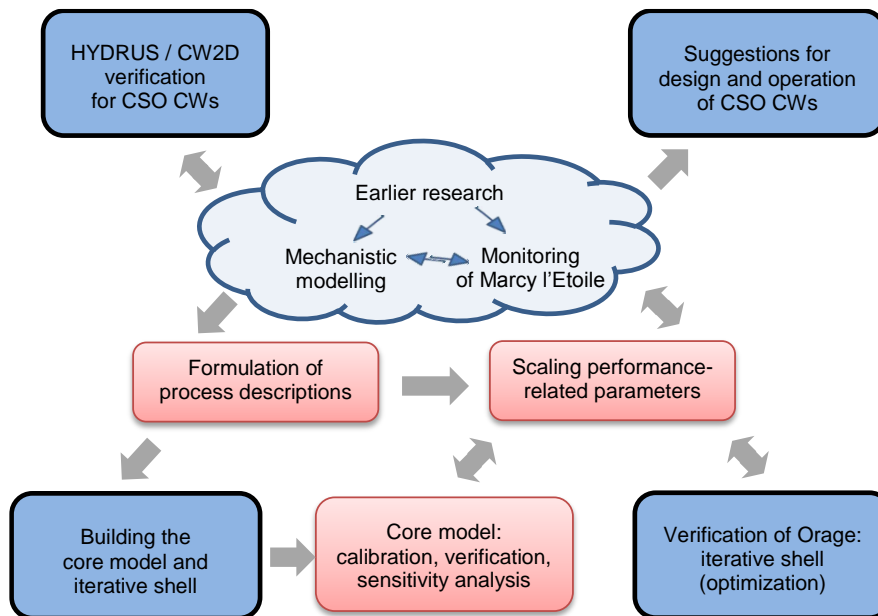 HYDRUS / CW2D
verification
for CSO CWs
Suggestions for
design and operation
of CSO CWs
Earlier research
Mechanistic
modelling
Monitoring
of Marcy l’Etoile
Formulation of
process descriptions
Scaling performance-
related parameters
Building the
core model and
iterative shell
Core model:
calibration, verification,
sensitivity analysis
Verification of Orage:
iterative shell
(optimization)